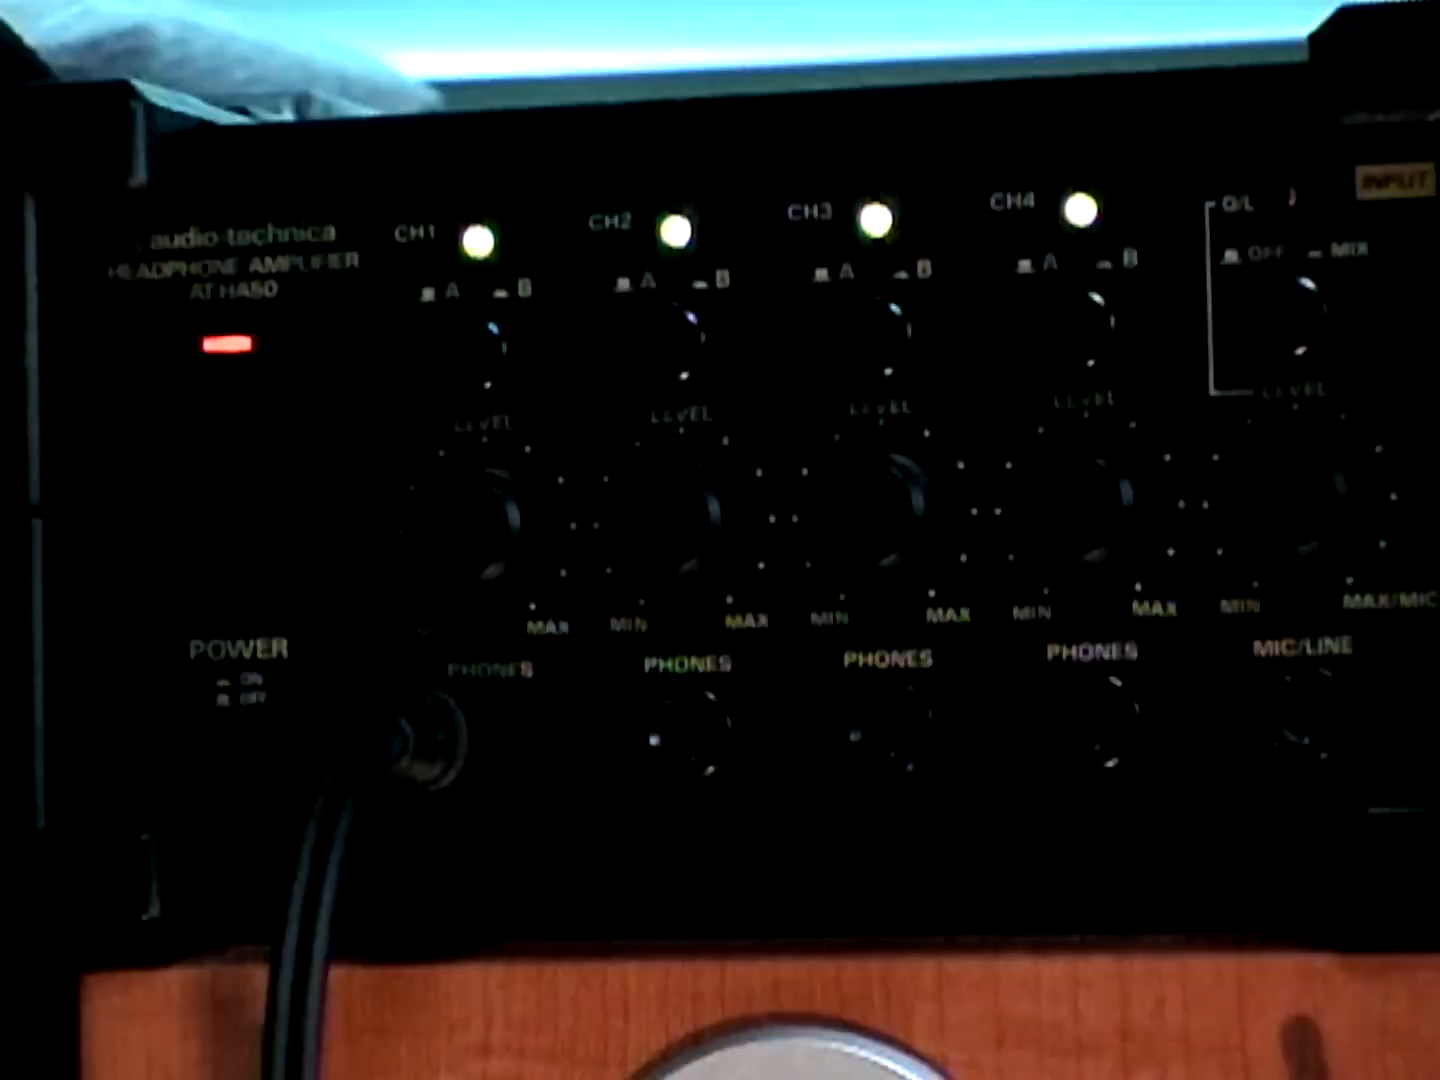 audio-technica
HEADPHONE AMPLIFIER
AT-HA50
CH1
CH2
CH3
CH4
O/L
INPUT
A B
A B
A B
A B
OFF MIX
LEVEL
LEVEL
LEVEL
LEVEL
LEVEL
MAX
MIN MAX
MIN MAX
MIN MAX
MIN MAX/MIC
POWER
ON
OFF
PHONES
PHONES
PHONES
PHONES
MIC/LINE